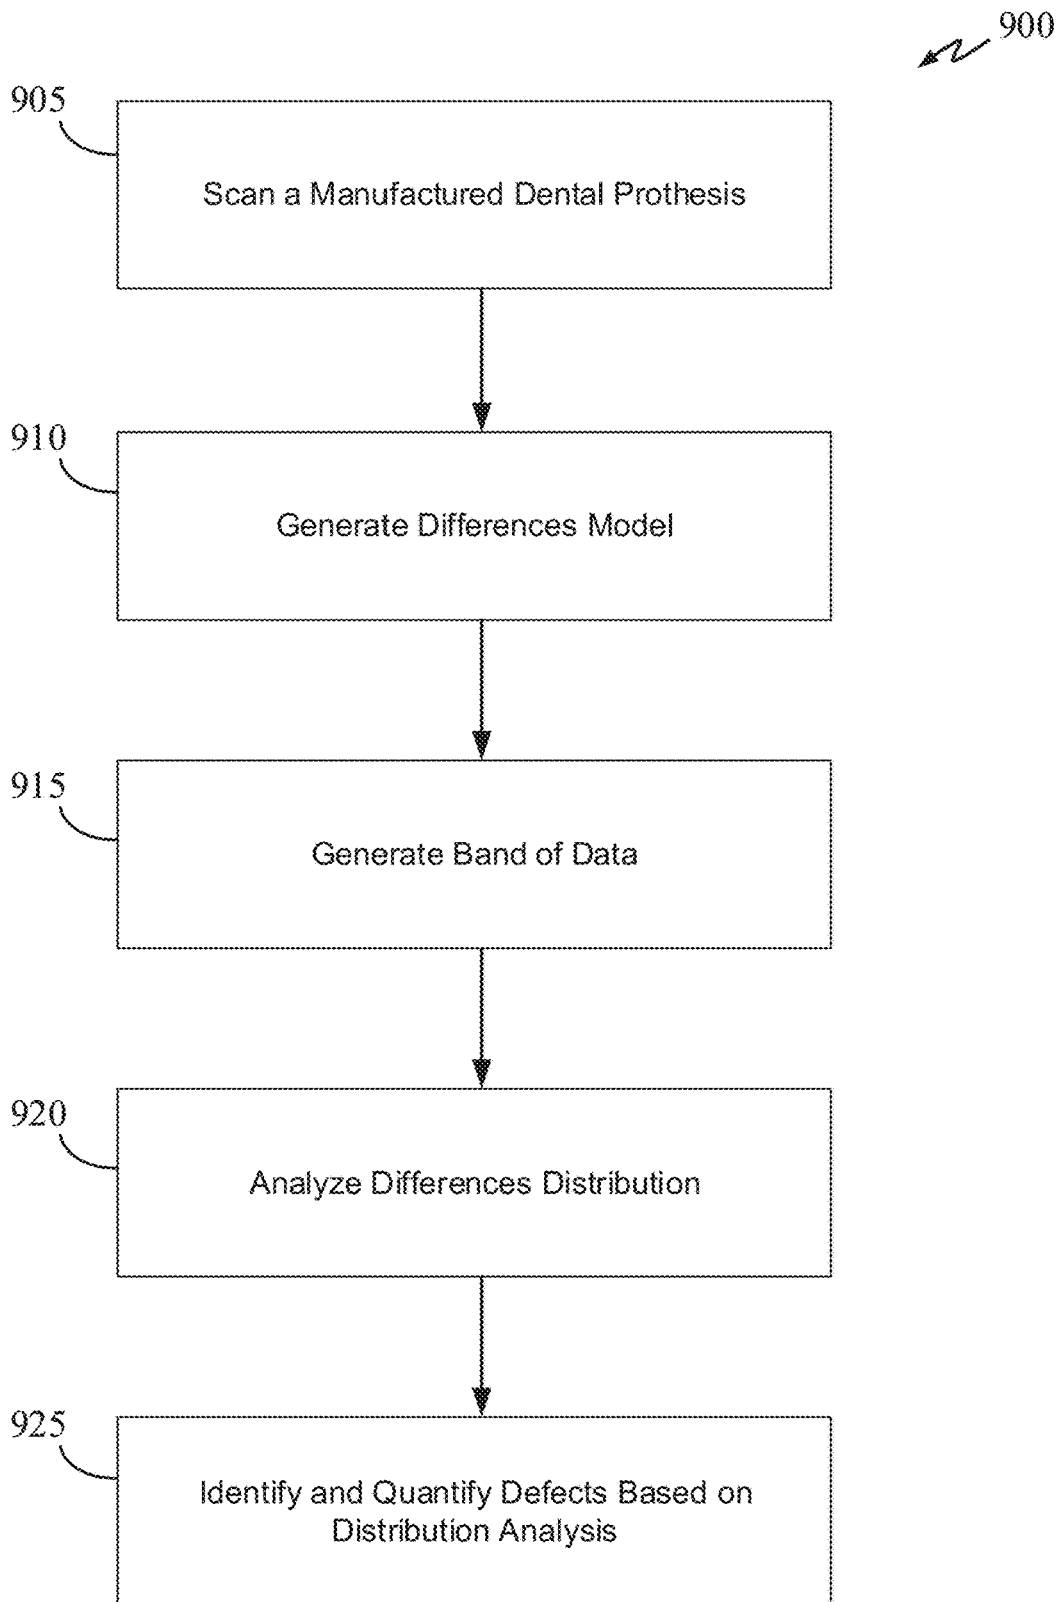 900
905
Scan a Manufactured Dental Prothesis
910
Generate Differences Model
915
Generate Band of Data
920
Analyze Differences Distribution
925
Identify and Quantify Defects Based on
Distribution Analysis